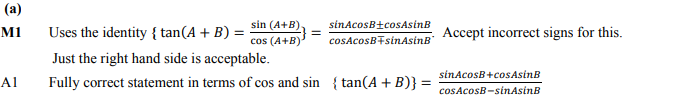 (a)
M1 Uses the identity { tan(A + B) = sin (A+B)/cos (A+B)} = sinAcosB±cosAsinB/cosAcosB∓sinAsinB. Accept incorrect signs for this.
Just the right hand side is acceptable.
A1 Fully correct statement in terms of cos and sin { tan(A + B)} = sinAcosB+cosAsinB/cosAcosB−sinAsinB